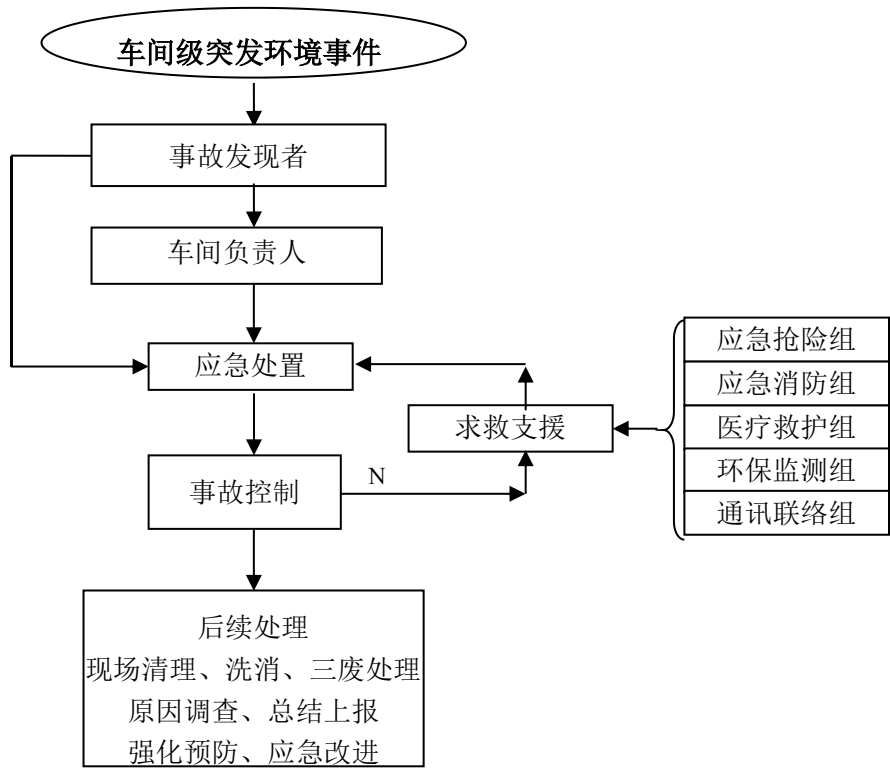 车间级突发环境事件
事故发现者
车间负责人
应急处置
求救支援
应急抢险组
应急消防组
医疗救护组
环保监测组
通讯联络组
事故控制
N
后续处理
现场清理、洗消、三废处理
原因调查、总结上报
强化预防、应急改进